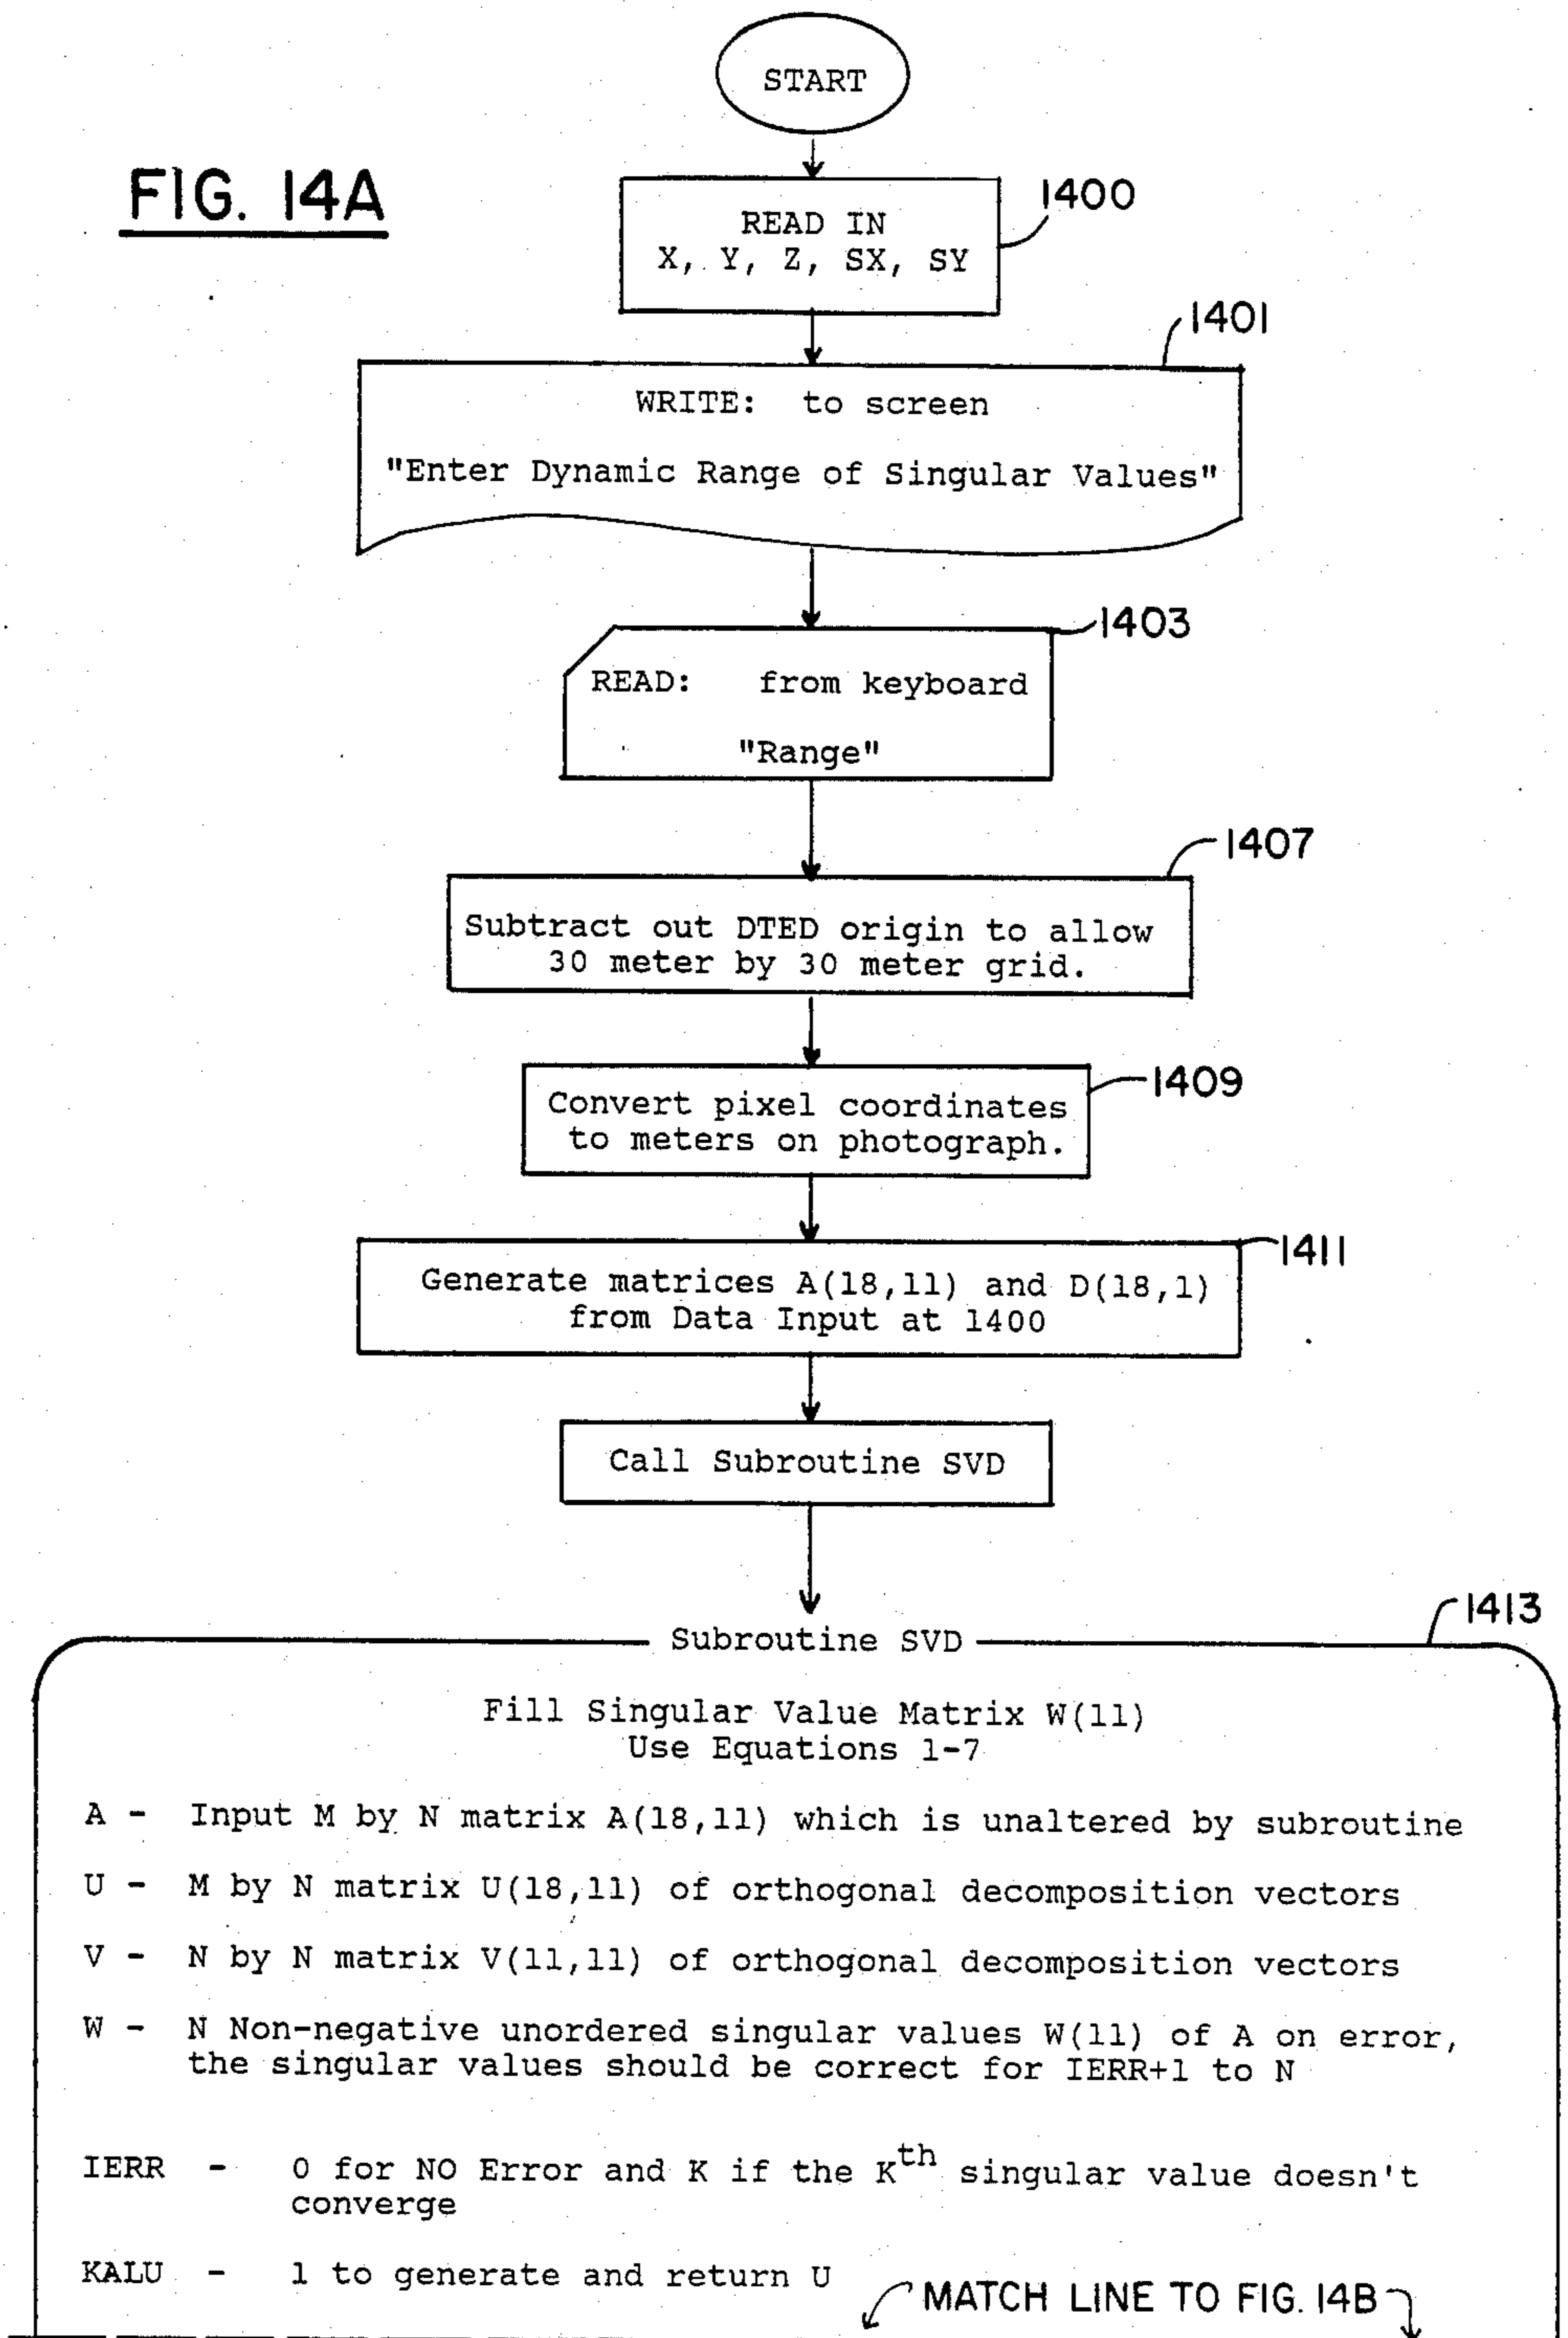 START
FIG. 14A
1400
READ IN
X, Y, Z, SX, SY
1401
WRITE: to screen
"Enter Dynamic Range of Singular Values"
1403
READ: from keyboard
"Range"
1407
Subtract out DTED origin to allow
30 meter by 30 meter grid.
1409
Convert pixel coordinates
to meters on photograph.
1411
Generate matrices A(18,11) and D(18,1)
from Data Input at 1400
Call Subroutine SVD
1413
Subroutine SVD
Fill Singular Value Matrix W(11)
Use Equations 1-7
A - Input M by N matrix A(18,11) which is unaltered by subroutine
U - M by N matrix U(18,11) of orthogonal decomposition vectors
V - N by N matrix V(11,11) of orthogonal decomposition vectors
W - N Non-negative unordered singular values W(11) of A on error,
the singular values should be correct for IERR+1 to N
IERR - 0 for NO Error and K if the Kth singular value doesn't
converge
KALU - 1 to generate and return U
MATCH LINE TO FIG. 14B